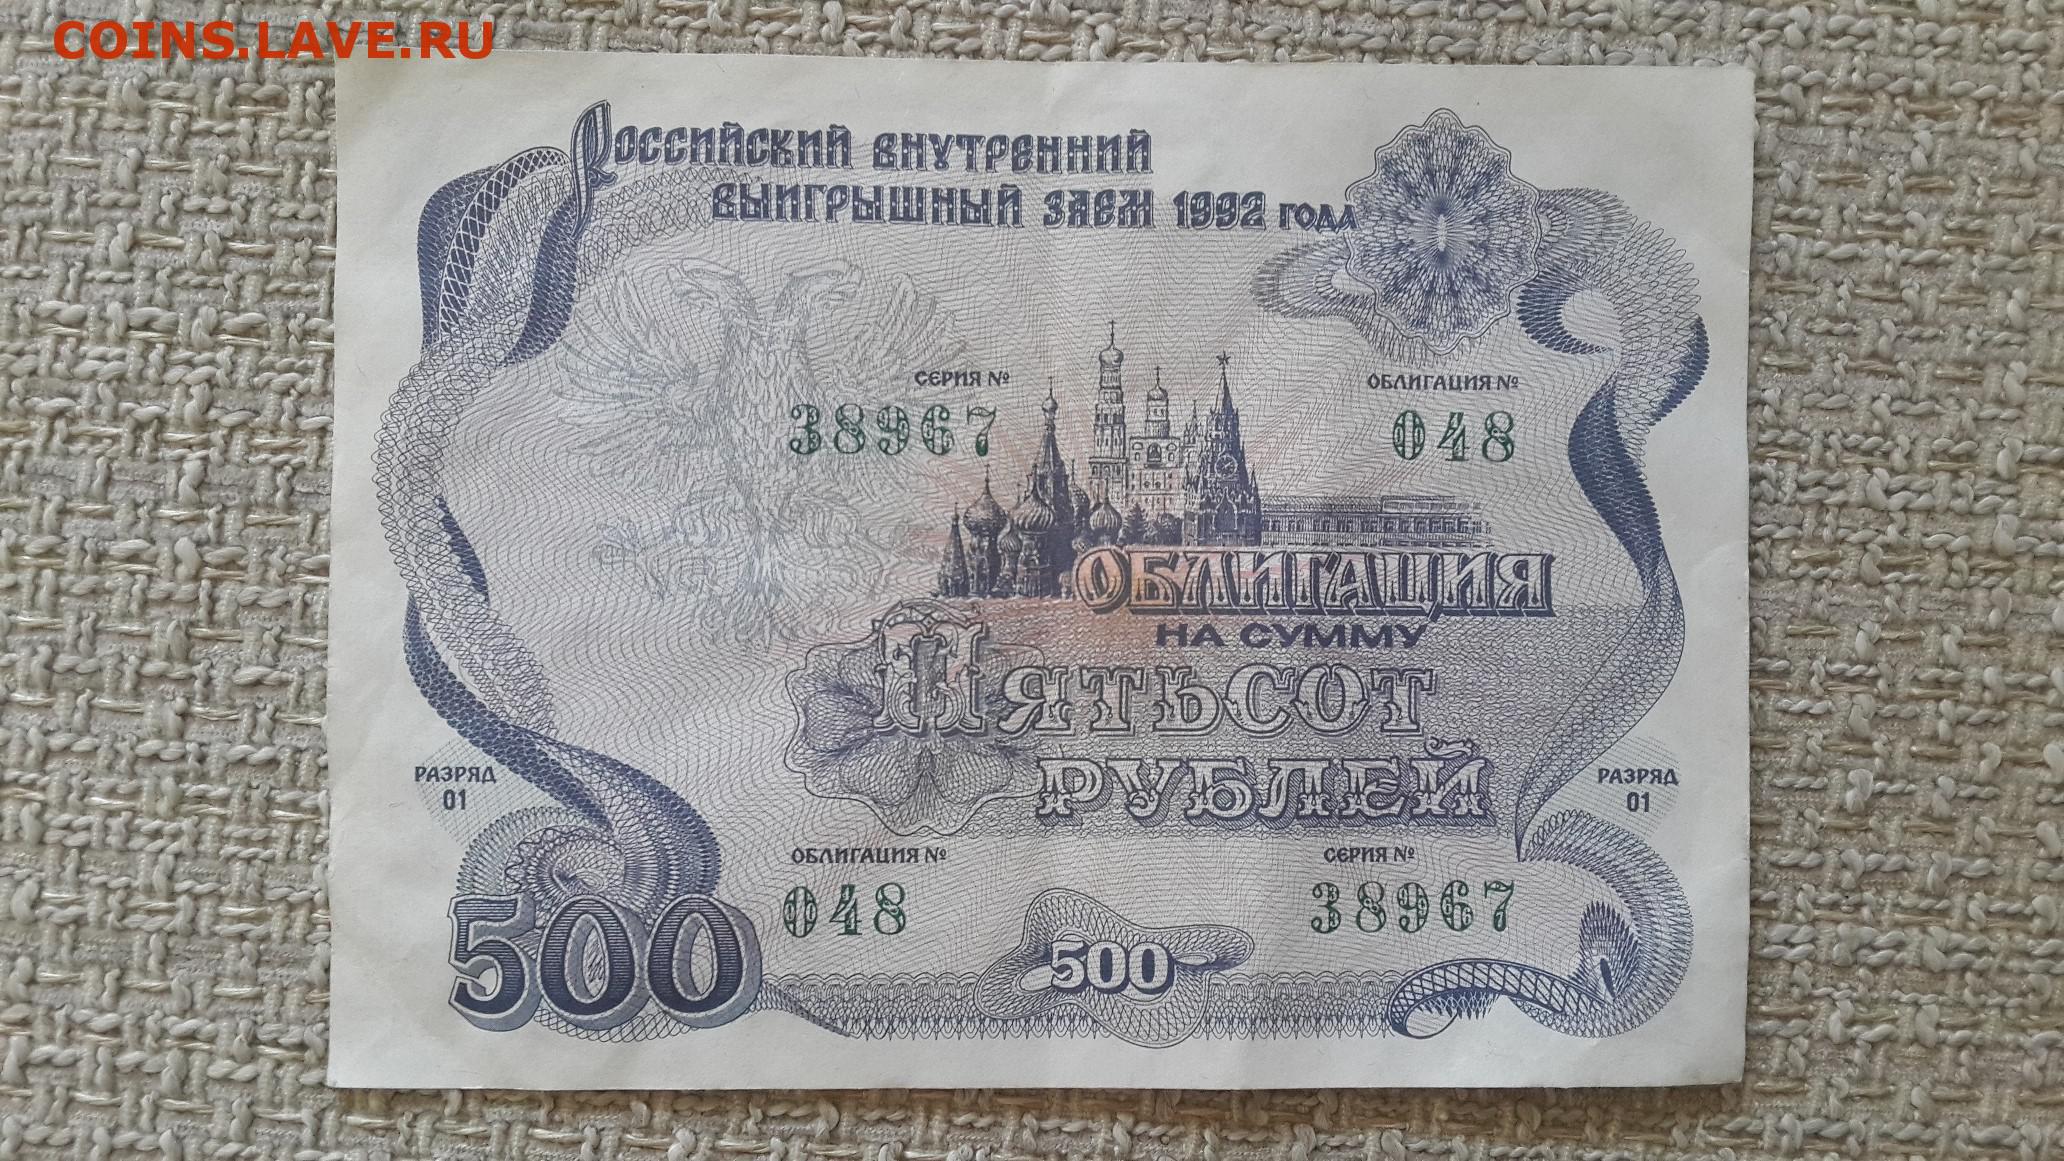 COINS.LAVE.RU
Российский внутренний
выигрышный заем 1992 года
СЕРИЯ № ОБЛИГАЦИЯ №
38967 048
ОБЛИГАЦИЯ
НА СУММУ
ПЯТЬСОТ
РУБЛЕЙ
РАЗРЯД РАЗРЯД
01 01
ОБЛИГАЦИЯ № СЕРИЯ №
048 38967
500 500